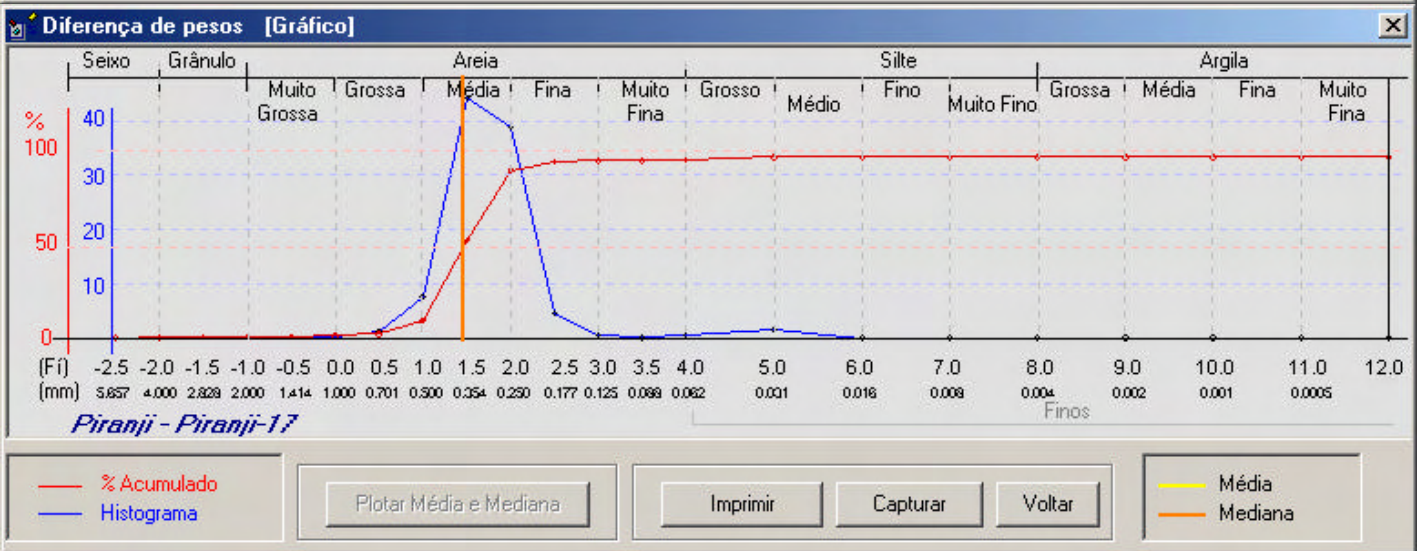 Diferença de pesos [Gráfico]
Seixo Grânulo Areia Silte Argila
Muito Grossa Grossa Média Fina Muito Fina Grosso Médio Fino Muito Fino Grossa Média Fina Muito Fina
%
100
50
0
40
30
20
10
(Fi) -2.5 -2.0 -1.5 -1.0 -0.5 0.0 0.5 1.0 1.5 2.0 2.5 3.0 3.5 4.0 5.0 6.0 7.0 8.0 9.0 10.0 11.0 12.0
(mm) 5.657 4.000 2.828 2.000 1.414 1.000 0.701 0.500 0.354 0.250 0.177 0.125 0.088 0.062 0.031 0.016 0.008 0.004 0.002 0.001 0.0005
Finos
Piranji - Piranji-17
% Acumulado
Histograma
Plotar Média e Mediana
Imprimir Capturar Voltar
Média
Mediana